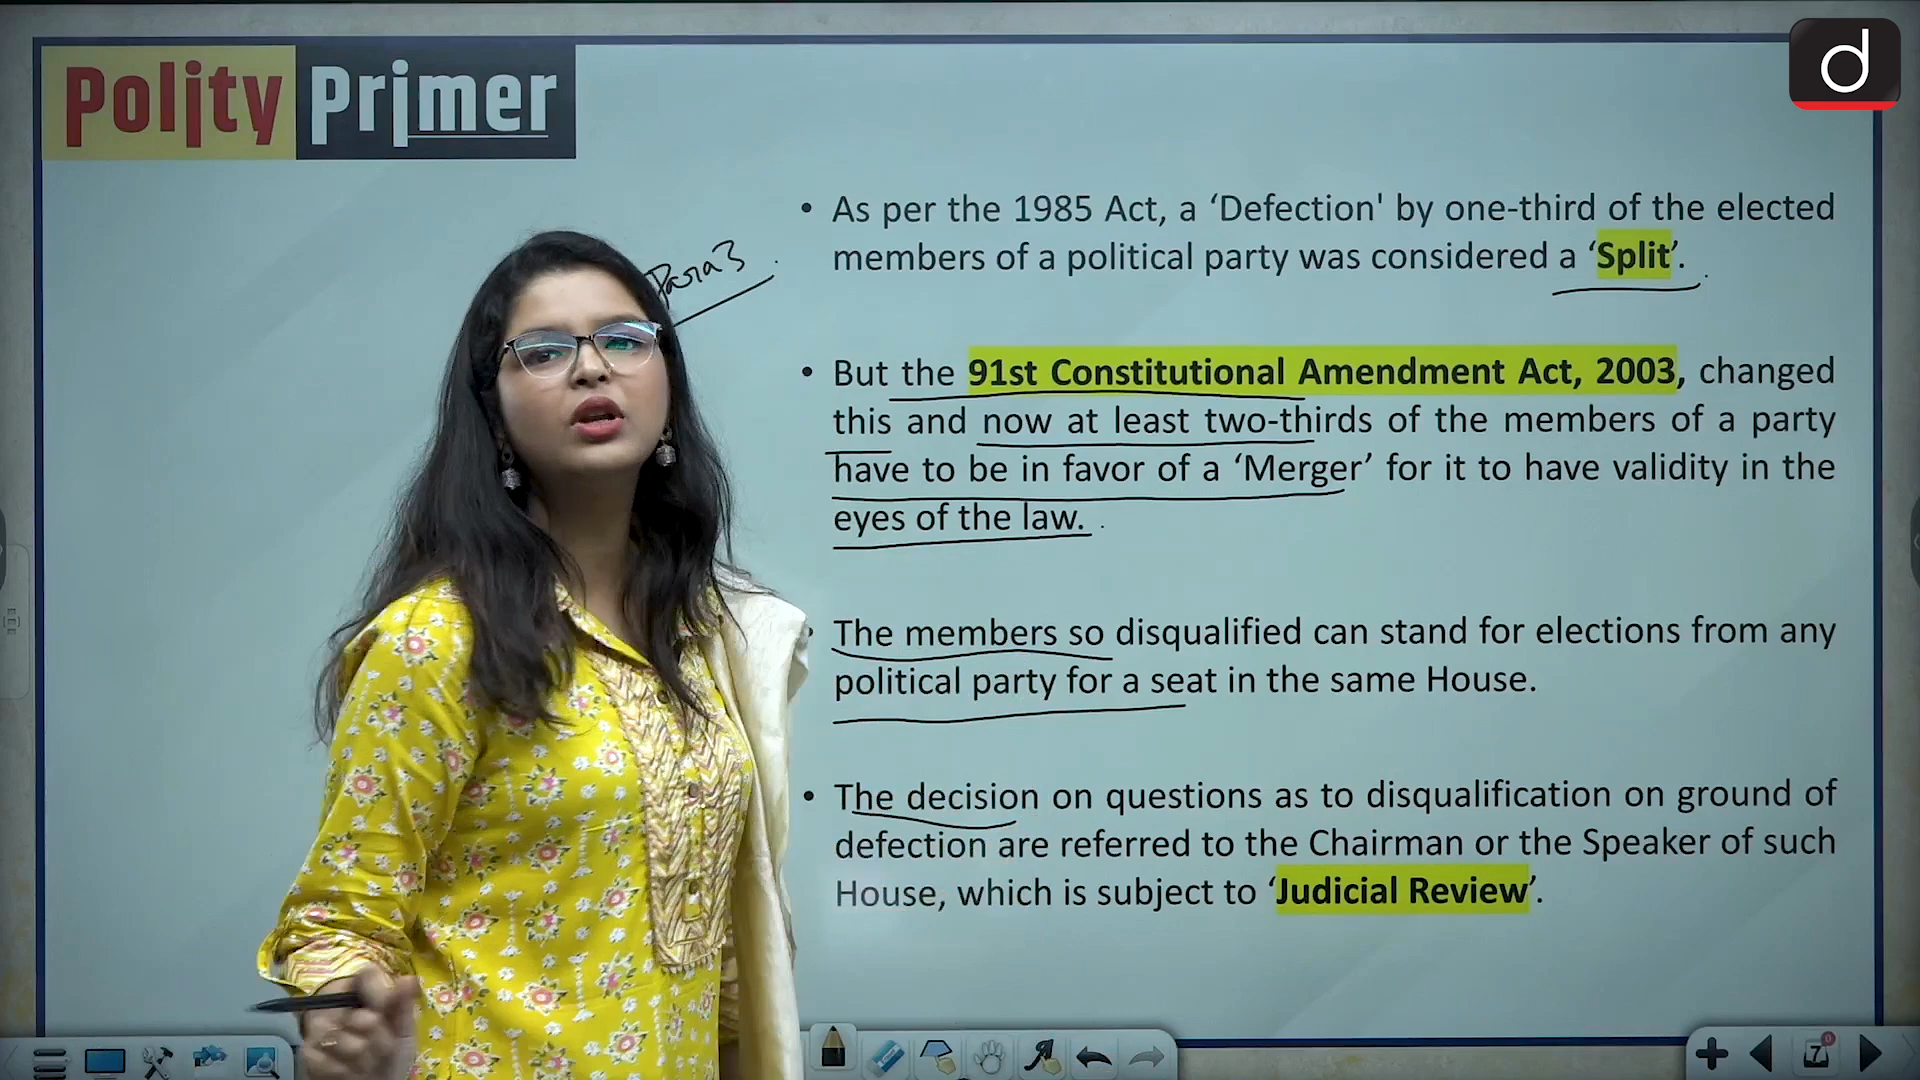 Polity Primer
d
Para 3
• As per the 1985 Act, a ‘Defection' by one-third of the elected
members of a political party was considered a ‘Split’.
• But the 91st Constitutional Amendment Act, 2003, changed
this and now at least two-thirds of the members of a party
have to be in favor of a ‘Merger’ for it to have validity in the
eyes of the law.
• The members so disqualified can stand for elections from any
political party for a seat in the same House.
• The decision on questions as to disqualification on ground of
defection are referred to the Chairman or the Speaker of such
House, which is subject to ‘Judicial Review’.
7
0